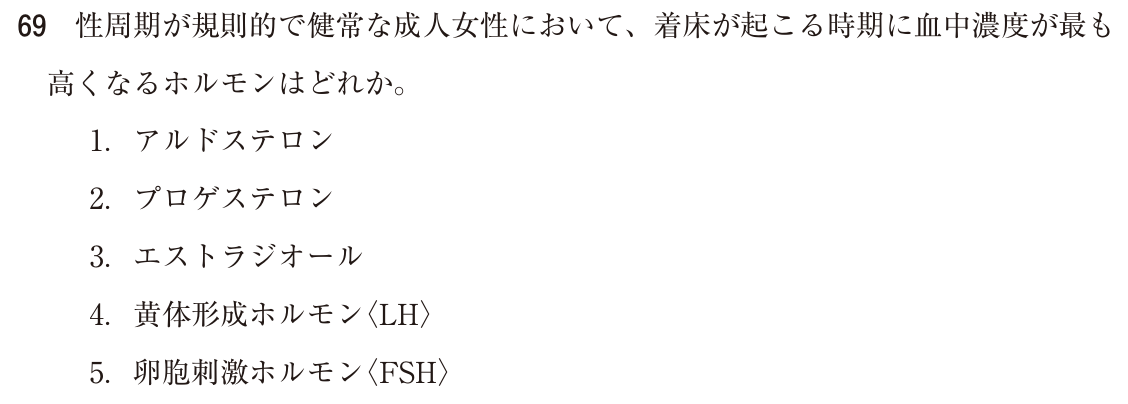 69 性周期が規則的で健常な成人女性において、着床が起こる時期に血中濃度が最も
高くなるホルモンはどれか。
1. アルドステロン
2. プロゲステロン
3. エストラジオール
4. 黄体形成ホルモン〈LH〉
5. 卵胞刺激ホルモン〈FSH〉